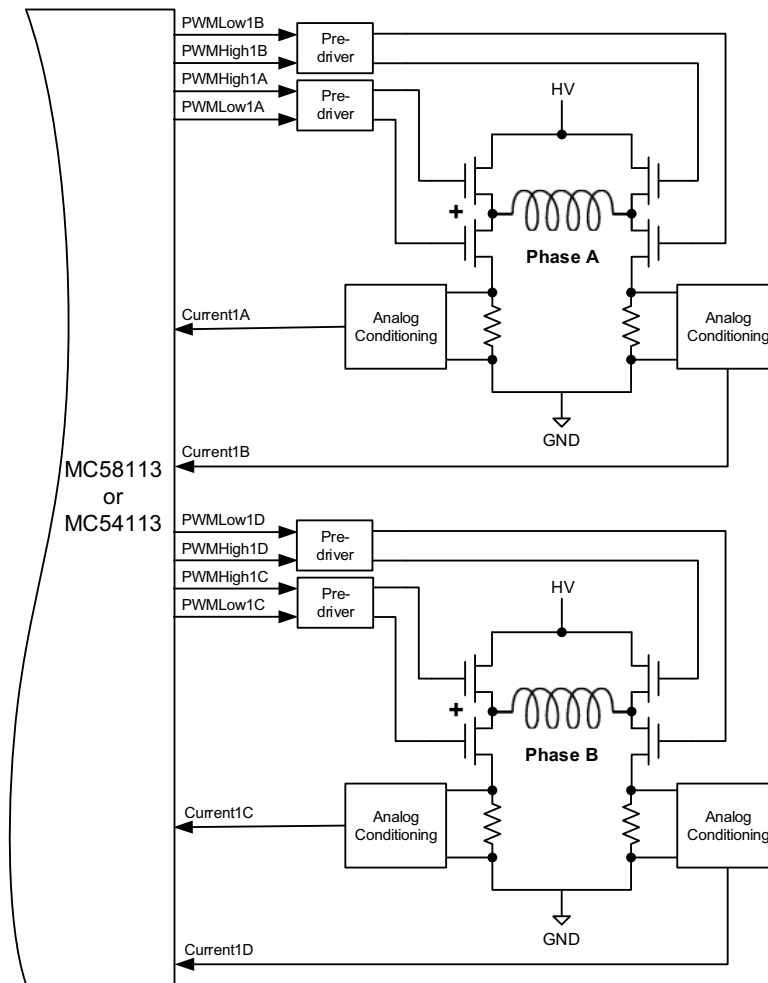 PWMLow1B
PWMHigh1B
PWMHigh1A
PWMLow1A
Pre-
driver
Pre-
driver
HV
+
Phase A
Current1A
Analog
Conditioning
Analog
Conditioning
GND
Current1B
MC58113
or
MC54113
PWMLow1D
PWMHigh1D
PWMHigh1C
PWMLow1C
Pre-
driver
Pre-
driver
HV
+
Phase B
Current1C
Analog
Conditioning
Analog
Conditioning
GND
Current1D